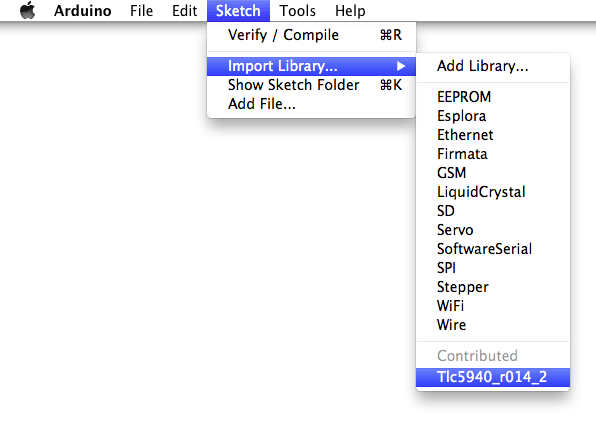 Arduino File Edit Sketch Tools Help
Verify / Compile ⌘R
Import Library... ▶
Show Sketch Folder ⌘K
Add File...
Add Library...
EEPROM
Esplora
Ethernet
Firmata
GSM
LiquidCrystal
SD
Servo
SoftwareSerial
SPI
Stepper
WiFi
Wire
Contributed
Tlc5940_r014_2